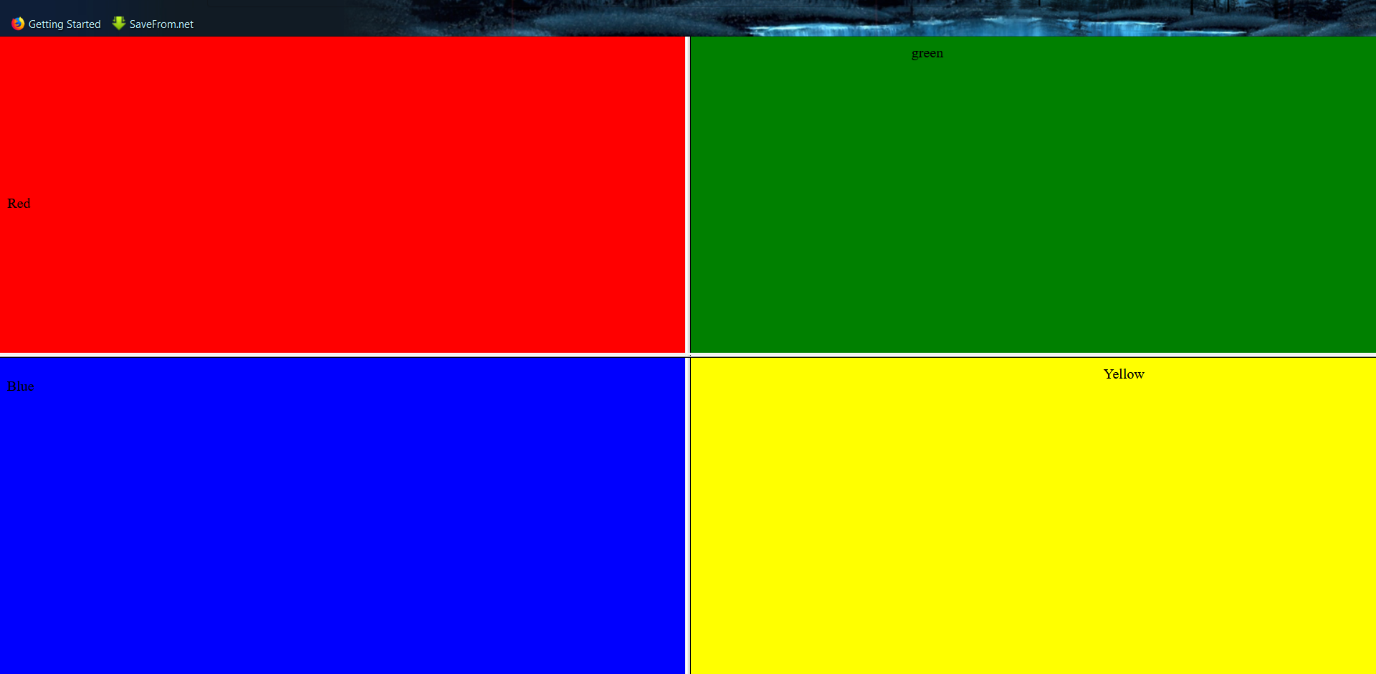 Getting Started SaveFrom.net
green
Red
Yellow
Blue